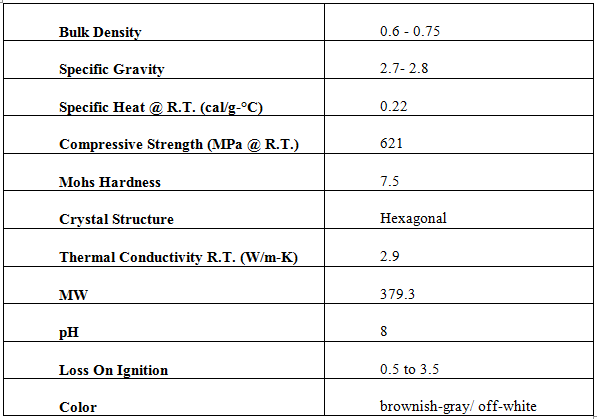 Bulk Density 0.6 - 0.75
Specific Gravity 2.7- 2.8
Specific Heat @ R.T. (cal/g-°C) 0.22
Compressive Strength (MPa @ R.T.) 621
Mohs Hardness 7.5
Crystal Structure Hexagonal
Thermal Conductivity R.T. (W/m-K) 2.9
MW 379.3
pH 8
Loss On Ignition 0.5 to 3.5
Color brownish-gray/ off-white